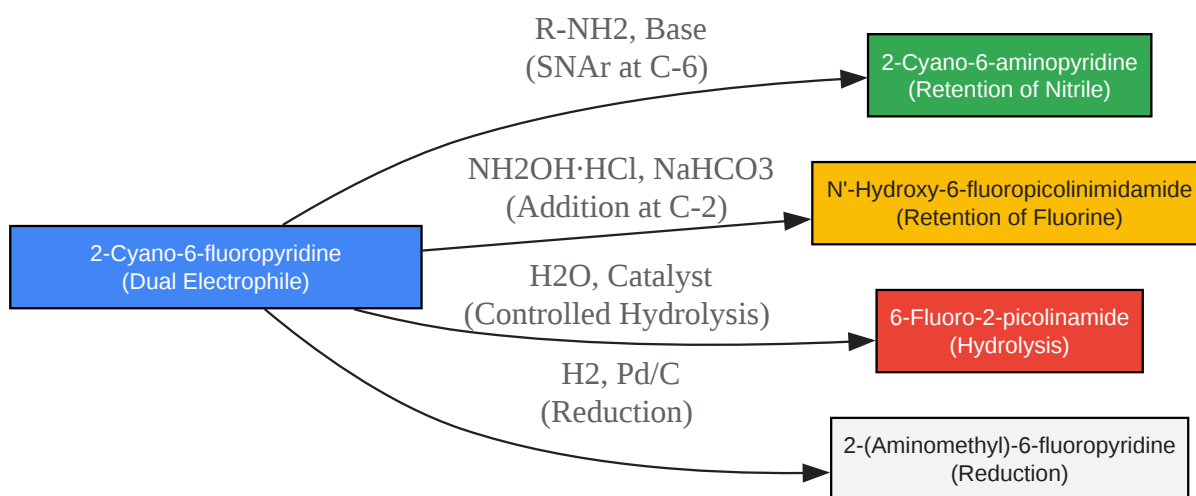 R-NH2, Base
(SNAr at C-6)
2-Cyano-6-aminopyridine
(Retention of Nitrile)
NH2OH·HCl, NaHCO3
(Addition at C-2)
N'-Hydroxy-6-fluoropicolinimidamide
(Retention of Fluorine)
2-Cyano-6-fluoropyridine
(Dual Electrophile)
H2O, Catalyst
(Controlled Hydrolysis)
6-Fluoro-2-picolinamide
(Hydrolysis)
H2, Pd/C
(Reduction)
2-(Aminomethyl)-6-fluoropyridine
(Reduction)